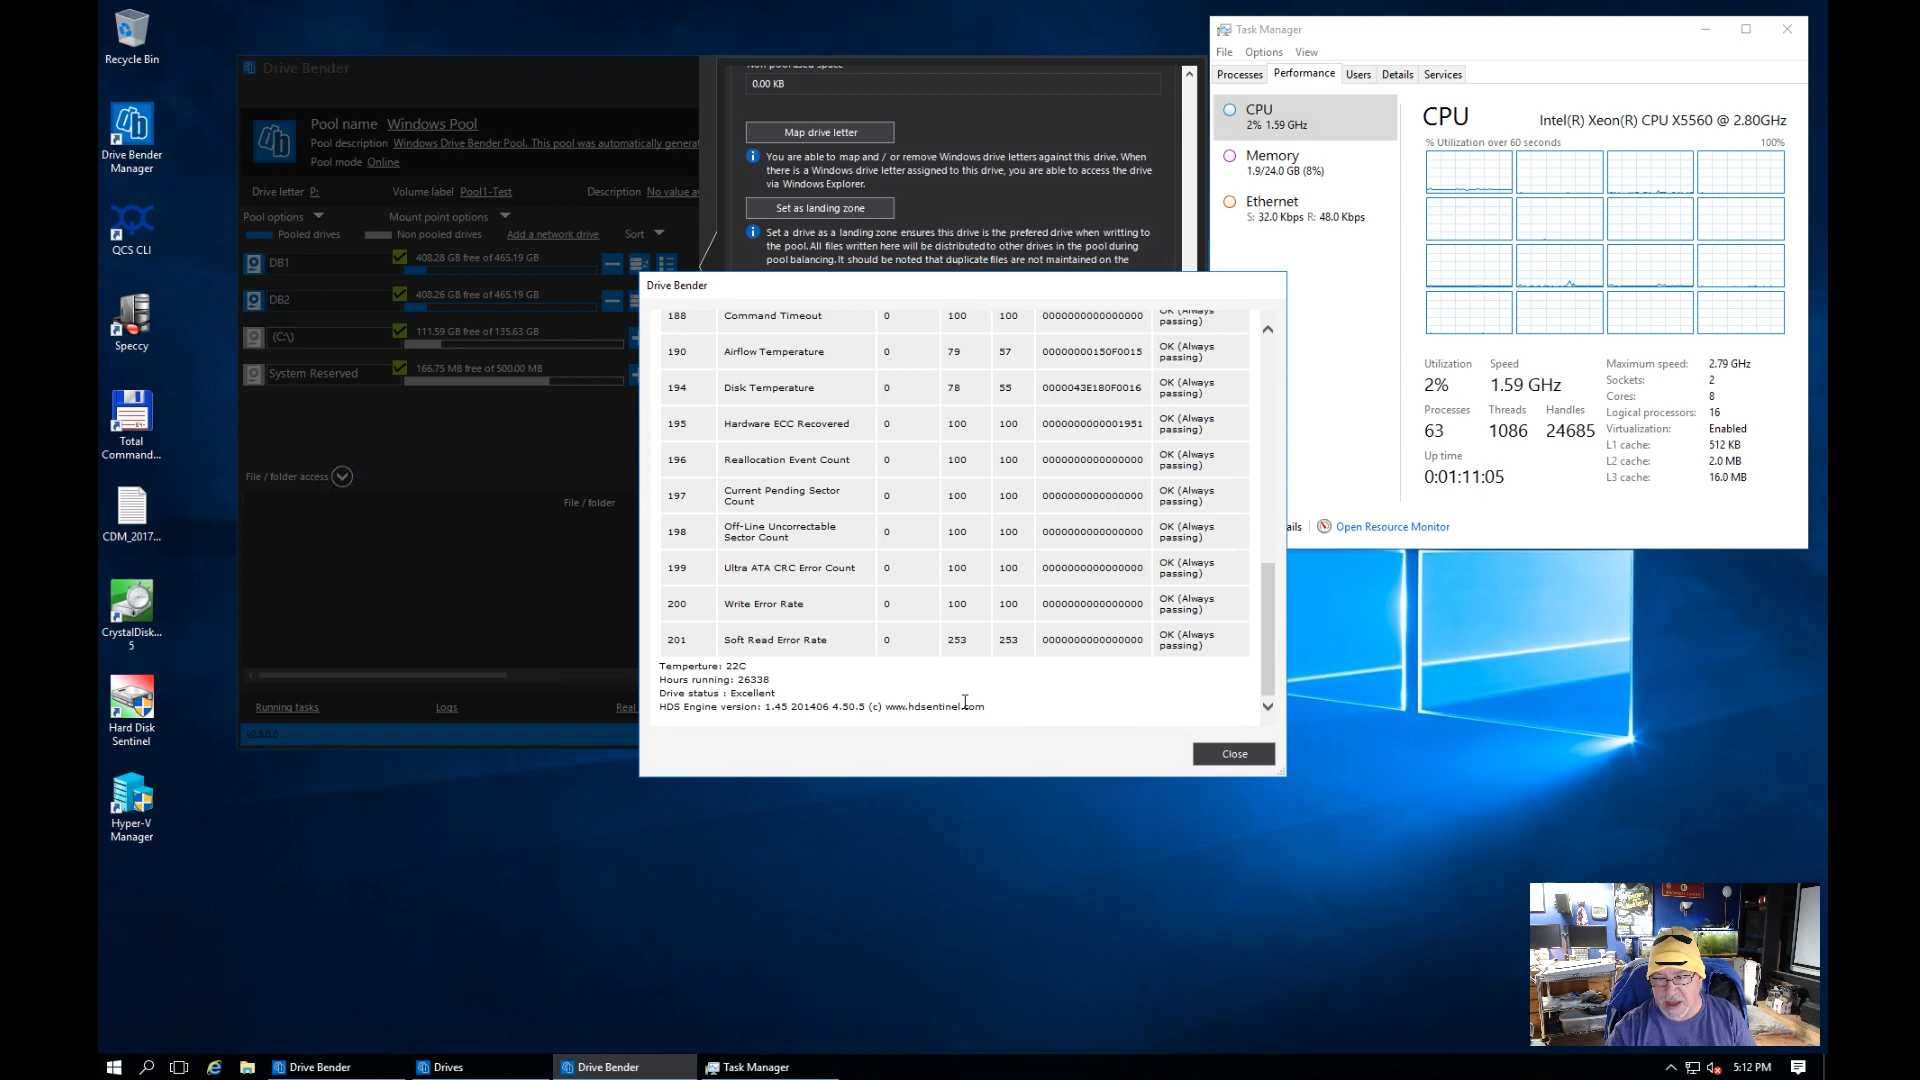 Recycle Bin
Drive Bender
Manager
QCS CLI
Speccy
Total
Command...
CDM_2017...
CrystalDisk...
5
Hard Disk
Sentinel
Hyper-V
Manager
Drive Bender
Pool name Windows Pool
Pool description Windows Drive Bender Pool. This pool was automatically generat
Pool mode Online
Drive letter P:
Volume label Pool1-Test
Description No value av
Pool options
Mount point options
Pooled drives
Non pooled drives
Add a network drive
Sort
DB1
408.28 GB free of 465.19 GB
DB2
408.26 GB free of 465.19 GB
(C:\)
111.59 GB free of 135.63 GB
System Reserved
166.75 MB free of 500.00 MB
File / folder access
File / folder
Running tasks
Logs
Real
v2.8.0.0
0.00 KB
Map drive letter
You are able to map and / or remove Windows drive letters against this drive. When
there is a Windows drive letter assigned to this drive, you are able to access the drive
via Windows Explorer.
Set as landing zone
Set a drive as a landing zone ensures this drive is the prefered drive when writting to
the pool. All files written here will be distributed to other drives in the pool during
pool balancing. It should be noted that duplicate files are not maintained on the
Drive Bender
188 Command Timeout 0 100 100 0000000000000000 OK (Always passing)
190 Airflow Temperature 0 79 57 00000000150F0015 OK (Always passing)
194 Disk Temperature 0 78 55 0000043E180F0016 OK (Always passing)
195 Hardware ECC Recovered 0 100 100 0000000000001951 OK (Always passing)
196 Reallocation Event Count 0 100 100 0000000000000000 OK (Always passing)
197 Current Pending Sector Count 0 100 100 0000000000000000 OK (Always passing)
198 Off-Line Uncorrectable Sector Count 0 100 100 0000000000000000 OK (Always passing)
199 Ultra ATA CRC Error Count 0 100 100 0000000000000000 OK (Always passing)
200 Write Error Rate 0 100 100 0000000000000000 OK (Always passing)
201 Soft Read Error Rate 0 253 253 0000000000000000 OK (Always passing)
Temperture: 22C
Hours running: 26338
Drive status : Excellent
HDS Engine version: 1.45 201406 4.50.5 (c) www.hdsentinel.com
Close
Task Manager
File Options View
Processes Performance Users Details Services
CPU
2% 1.59 GHz
Memory
1.9/24.0 GB (8%)
Ethernet
S: 32.0 Kbps R: 48.0 Kbps
CPU
Intel(R) Xeon(R) CPU X5560 @ 2.80GHz
% Utilization over 60 seconds 100%
Utilization Speed
2% 1.59 GHz
Processes Threads Handles
63 1086 24685
Up time
0:01:11:05
Maximum speed: 2.79 GHz
Sockets: 2
Cores: 8
Logical processors: 16
Virtualization: Enabled
L1 cache: 512 KB
L2 cache: 2.0 MB
L3 cache: 16.0 MB
ails
Open Resource Monitor
Drive Bender
Drives
Drive Bender
Task Manager
5:12 PM